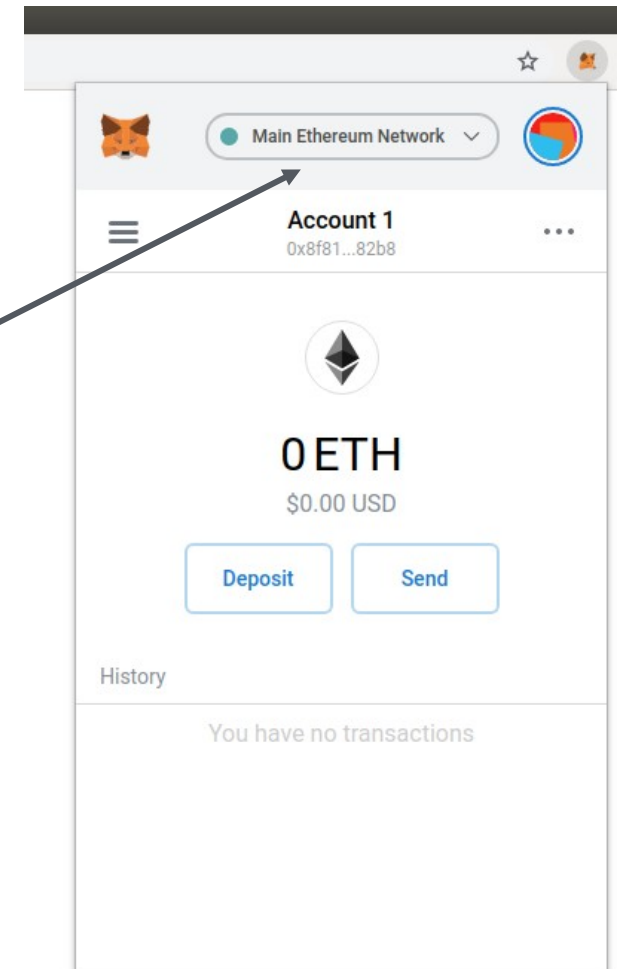 Main Ethereum Network
Account 1
0x8f81...82b8
0 ETH
$0.00 USD
Deposit Send
History
You have no transactions